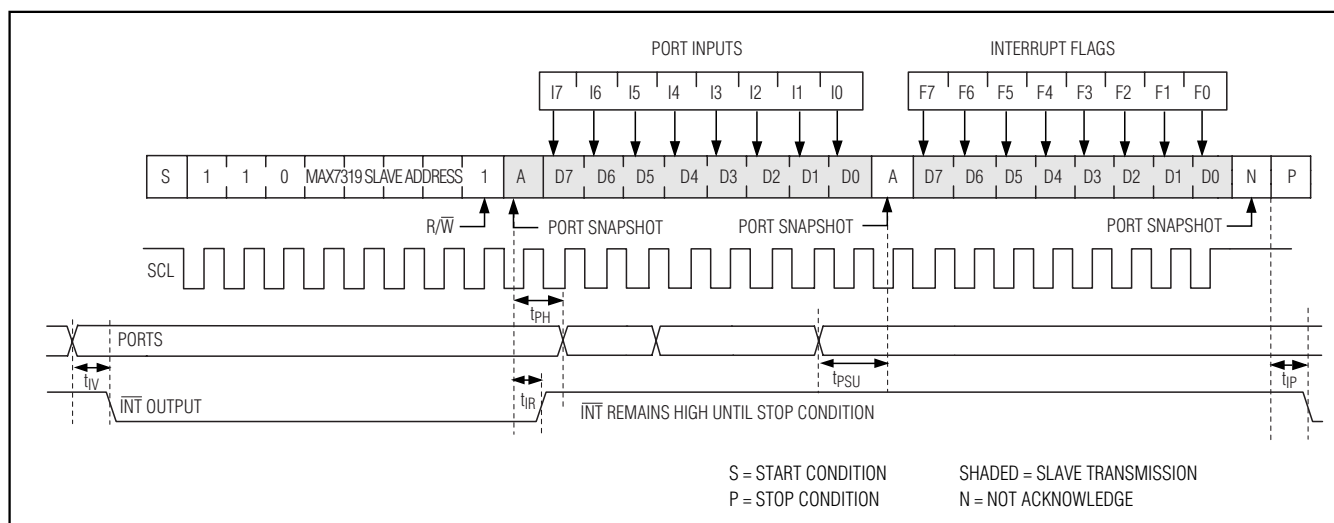 PORT INPUTS INTERRUPT FLAGS
I7 I6 I5 I4 I3 I2 I1 I0 F7 F6 F5 F4 F3 F2 F1 F0
S 1 1 0 MAX7319 SLAVE ADDRESS 1 A D7 D6 D5 D4 D3 D2 D1 D0 A D7 D6 D5 D4 D3 D2 D1 D0 N P
R/W̅ PORT SNAPSHOT PORT SNAPSHOT PORT SNAPSHOT
SCL
tPH
PORTS
tIV tIR tPSU tIP
I̅N̅T̅ OUTPUT I̅N̅T̅ REMAINS HIGH UNTIL STOP CONDITION
S = START CONDITION SHADED = SLAVE TRANSMISSION
P = STOP CONDITION N = NOT ACKNOWLEDGE